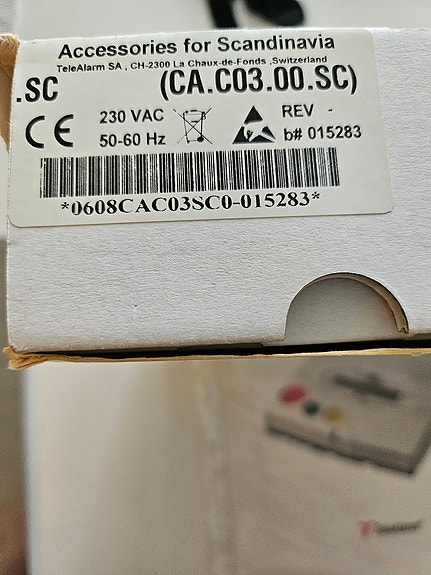 Accessories for Scandinavia
TeleAlarm SA , CH-2300 La Chaux-de-Fonds ,Switzerland
.SC (CA.C03.00.SC)
230 VAC REV -
50-60 Hz b# 015283
*0608CAC03SC0-015283*